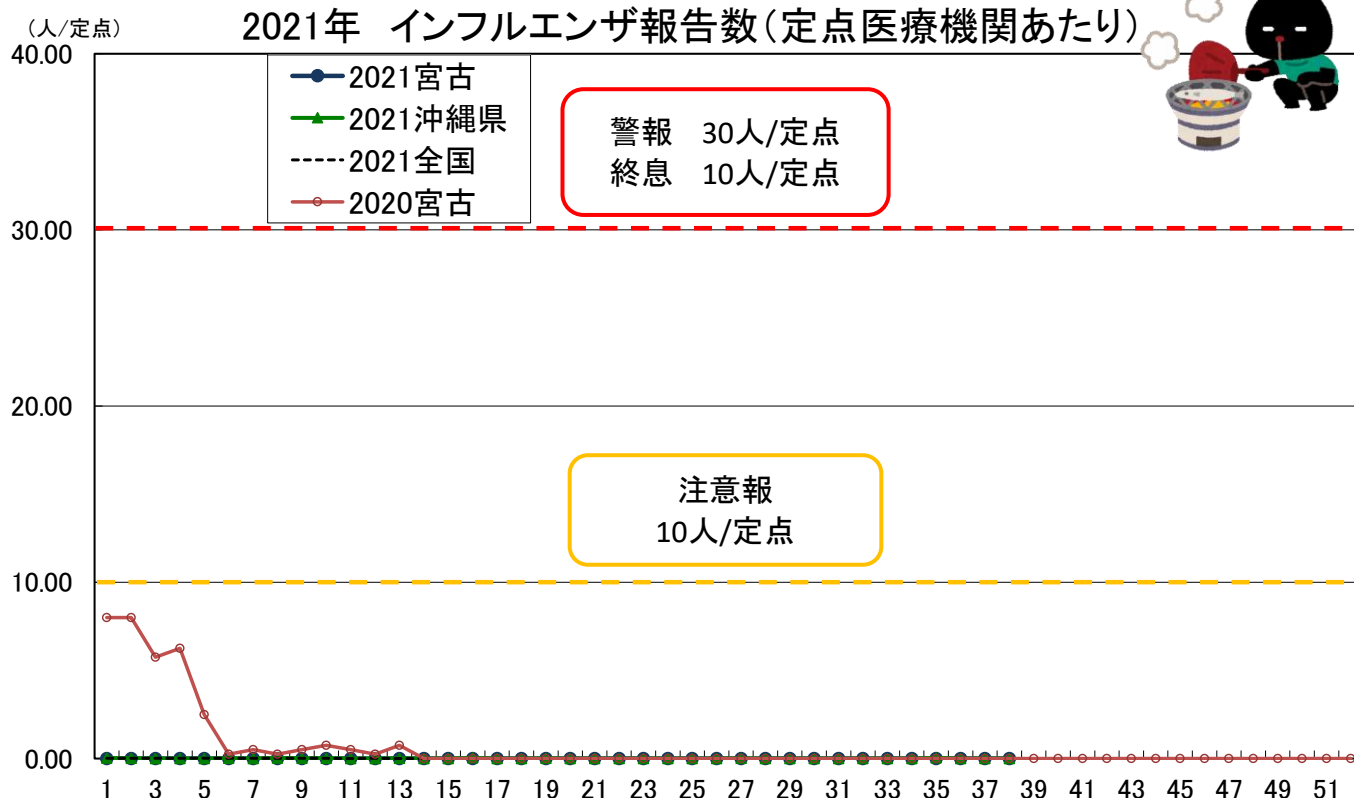 2021年 インフルエンザ報告数(定点医療機関あたり)
(人/定点)
40.00
30.00
20.00
10.00
0.00
2021宮古
2021沖縄県
2021全国
2020宮古
警報 30人/定点
終息 10人/定点
注意報
10人/定点
1 3 5 7 9 11 13 15 17 19 21 23 25 27 29 31 33 35 37 39 41 43 45 47 49 51